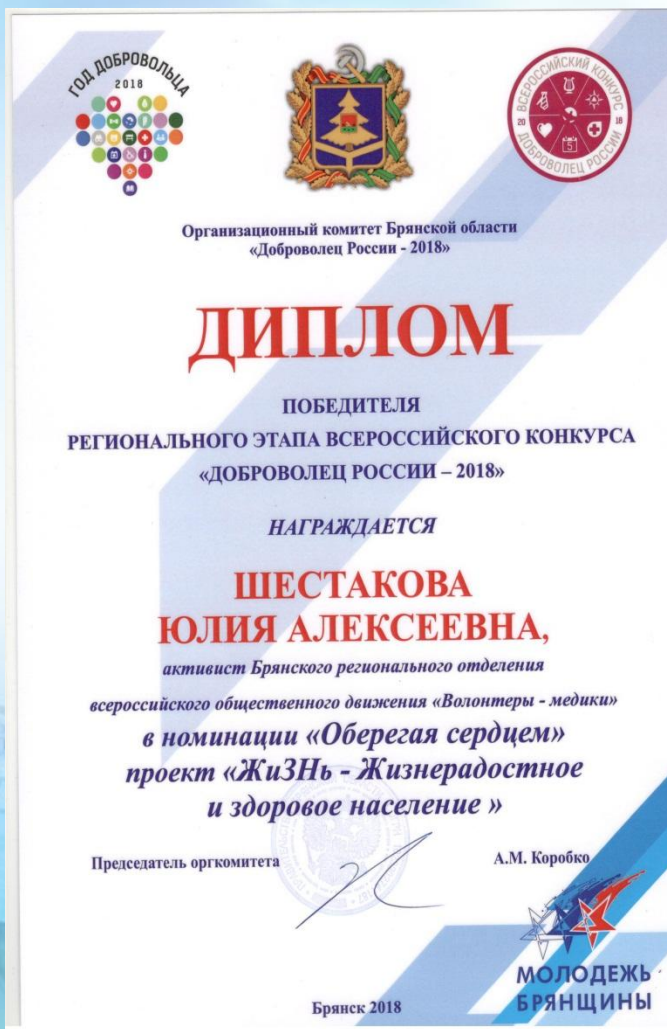 ГОД ДОБРОВОЛЬЦА
2018
ВСЕРОССИЙСКИЙ КОНКУРС
20 18
ДОБРОВОЛЕЦ РОССИИ
Организационный комитет Брянской области
«Доброволец России - 2018»
ДИПЛОМ
ПОБЕДИТЕЛЯ
РЕГИОНАЛЬНОГО ЭТАПА ВСЕРОССИЙСКОГО КОНКУРСА
«ДОБРОВОЛЕЦ РОССИИ – 2018»
НАГРАЖДАЕТСЯ
ШЕСТАКОВА
ЮЛИЯ АЛЕКСЕЕВНА,
активист Брянского регионального отделения
всероссийского общественного движения «Волонтеры - медики»
в номинации «Оберегая сердцем»
проект «ЖиЗНь - Жизнерадостное
и здоровое население »
Председатель оргкомитета А.М. Коробко
МОЛОДЕЖЬ
БРЯНЩИНЫ
Брянск 2018